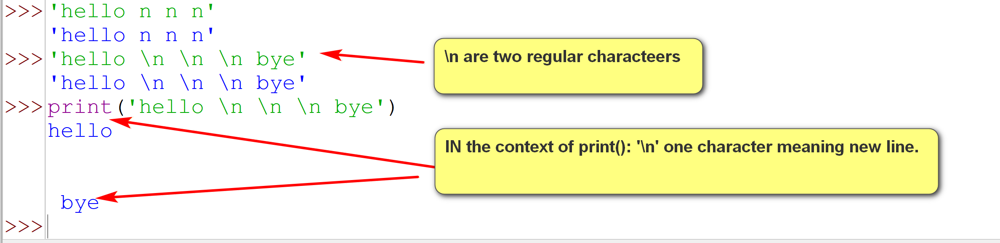 >>> 'hello n n n'
'hello n n n'
>>> 'hello \n \n \n bye'
'hello \n \n \n bye'
\n are two regular characteers
>>> print('hello \n \n \n bye')
hello
IN the context of print(): '\n' one character meaning new line.
bye
>>>